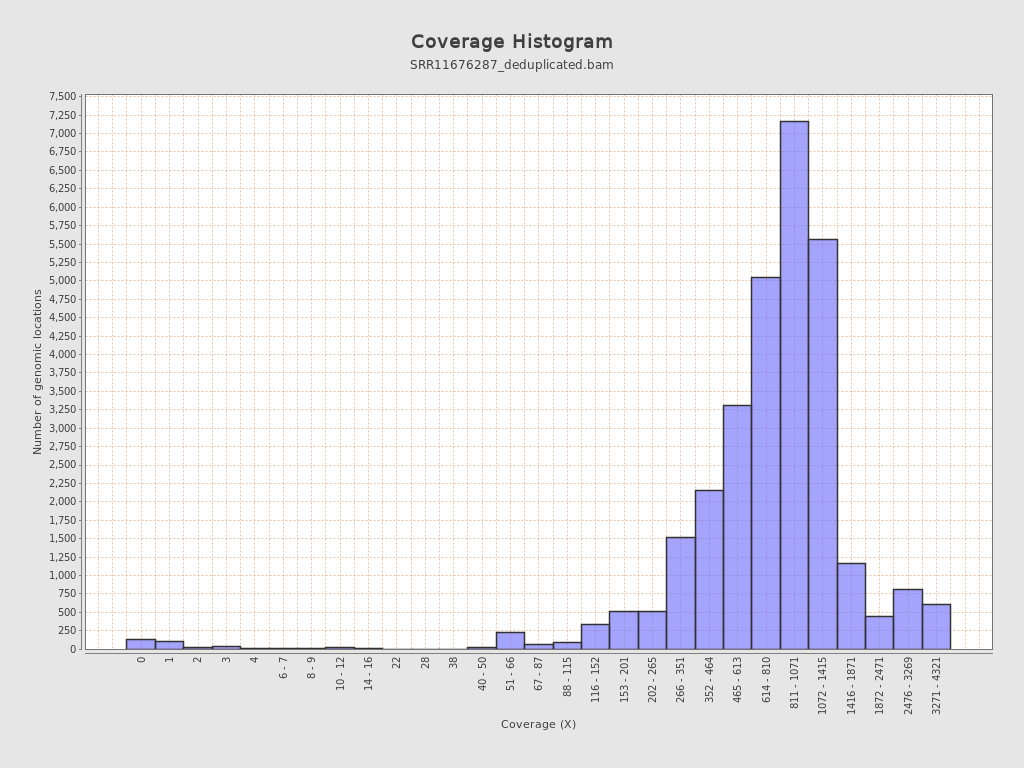 Coverage Histogram
SRR11676287_deduplicated.bam
Number of genomic locations
7,500
7,250
7,000
6,750
6,500
6,250
6,000
5,750
5,500
5,250
5,000
4,750
4,500
4,250
4,000
3,750
3,500
3,250
3,000
2,750
2,500
2,250
2,000
1,750
1,500
1,250
1,000
750
500
250
0
0
1
2
3
4
6 - 7
8 - 9
10 - 12
14 - 16
22
28
38
40 - 50
51 - 66
67 - 87
88 - 115
116 - 152
153 - 201
202 - 265
266 - 351
352 - 464
465 - 613
614 - 810
811 - 1071
1072 - 1415
1416 - 1871
1872 - 2471
2476 - 3269
3271 - 4321
Coverage (X)